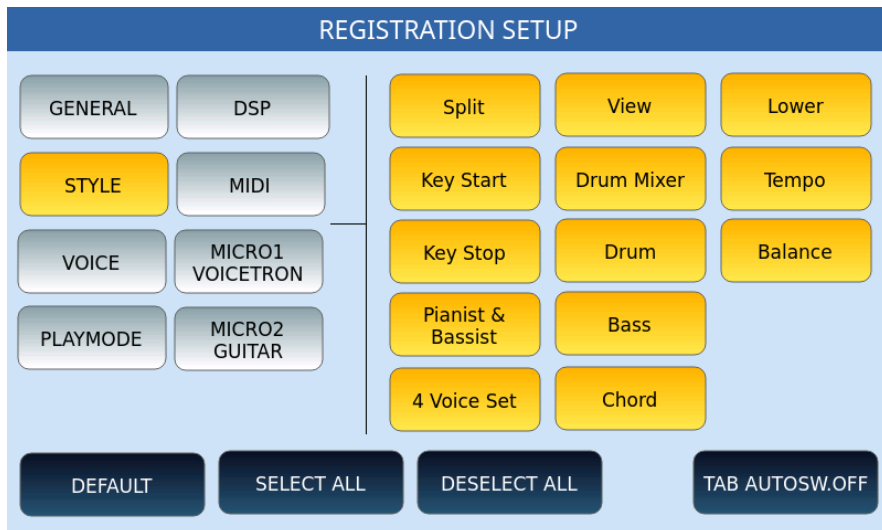 REGISTRATION SETUP
GENERAL
DSP
STYLE
MIDI
VOICE
MICRO1
VOICETRON
PLAYMODE
MICRO2
GUITAR
Split
View
Lower
Key Start
Drum Mixer
Tempo
Key Stop
Drum
Balance
Pianist &
Bassist
Bass
4 Voice Set
Chord
DEFAULT
SELECT ALL
DESELECT ALL
TAB AUTOSW.OFF